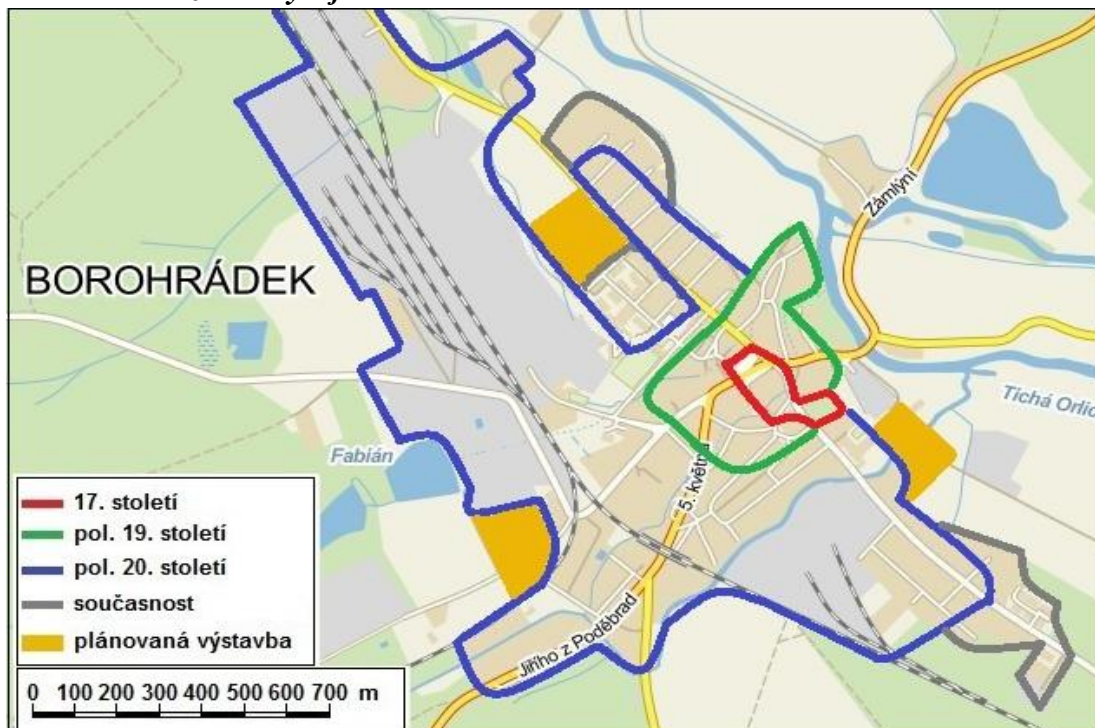 BOROHRÁDEK
Zámlýní
Tichá Orlic
Fabián
5. května
Jiřího z Poděbrad
17. století
pol. 19. století
pol. 20. století
současnost
plánovaná výstavba
0 100 200 300 400 500 600 700 m